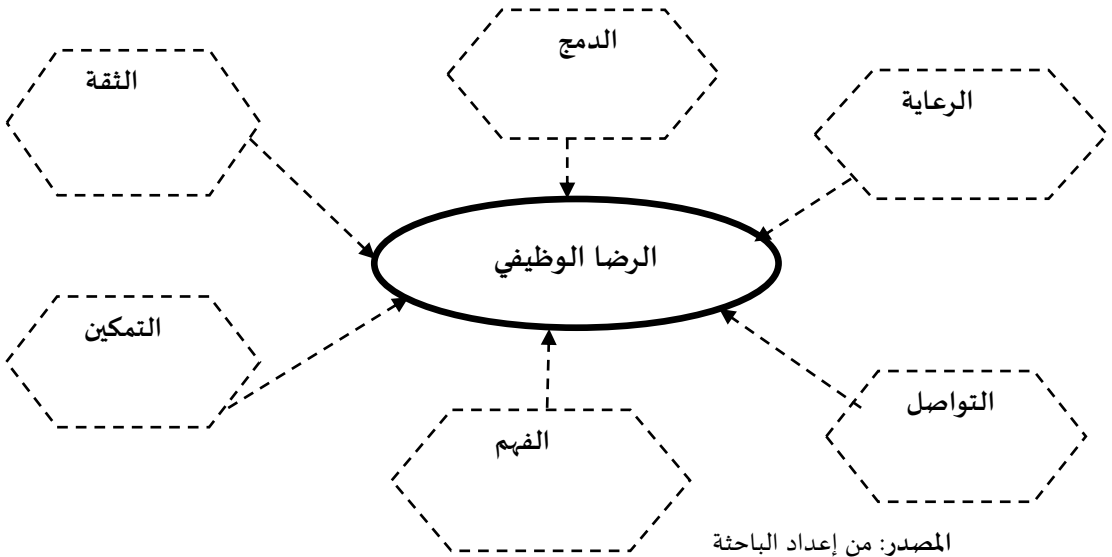 الدمج
الرعاية
الثقة
الرضا الوظيفي
التمكين
التواصل
الفهم
المصدر: من إعداد الباحثة